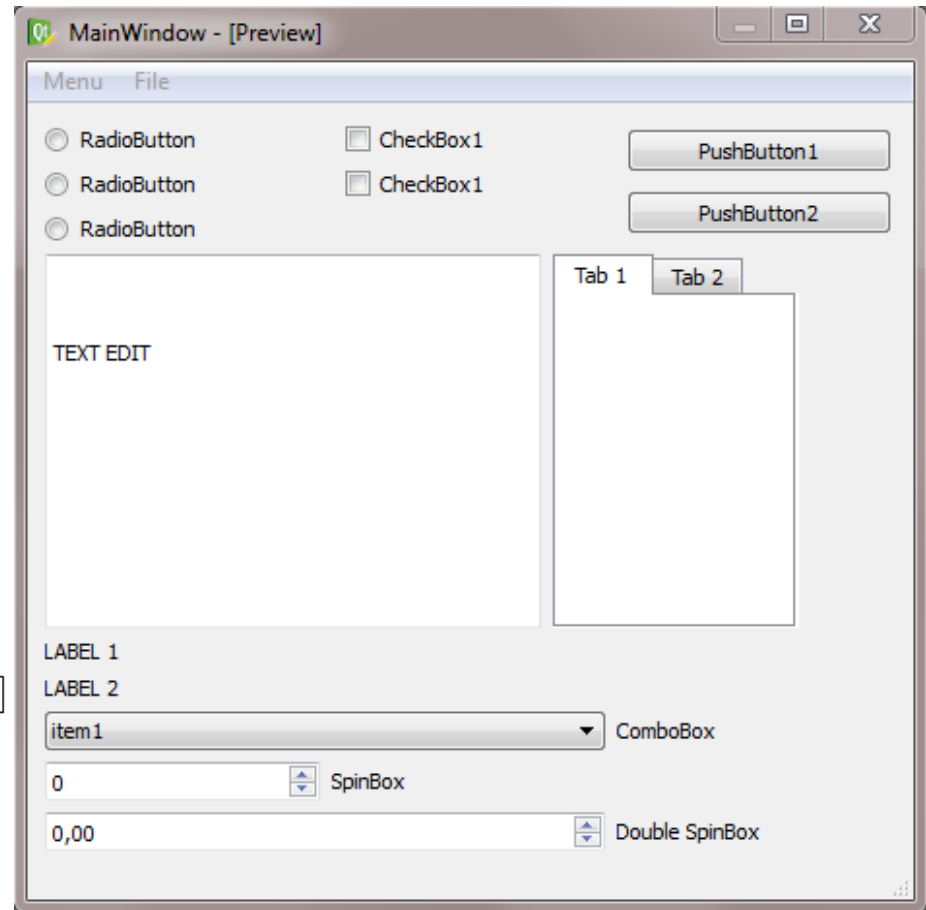 MainWindow - [Preview]
Menu File
RadioButton CheckBox1 PushButton1
RadioButton CheckBox1
PushButton2
RadioButton
Tab 1 Tab 2
TEXT EDIT
LABEL 1
LABEL 2
item1 ComboBox
0 SpinBox
0,00 Double SpinBox